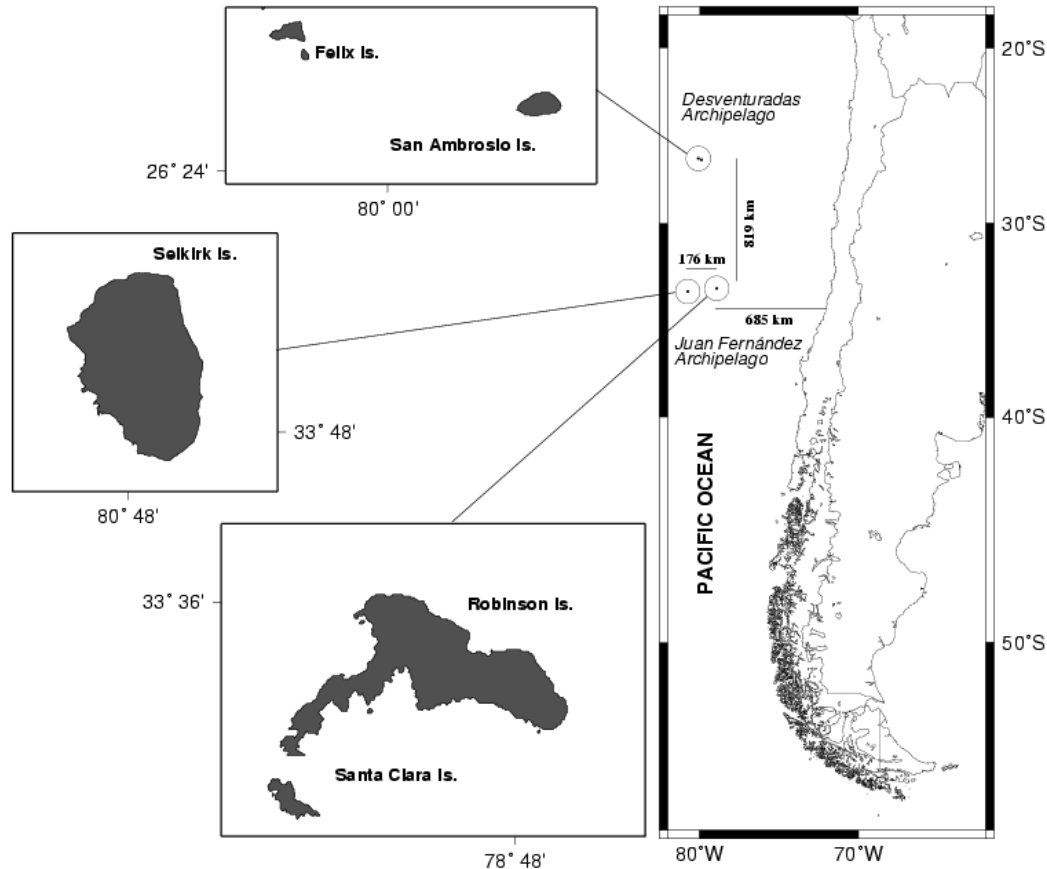 Felix Is.
San Ambrosio Is.
26° 24'
80° 00'
Selkirk Is.
33° 48'
80° 48'
33° 36'
Robinson Is.
Santa Clara Is.
78° 48'
Desventuradas
Archipelago
819 km
176 km
685 km
Juan Fernández
Archipelago
PACIFIC OCEAN
20°S
30°S
40°S
50°S
80°W
70°W